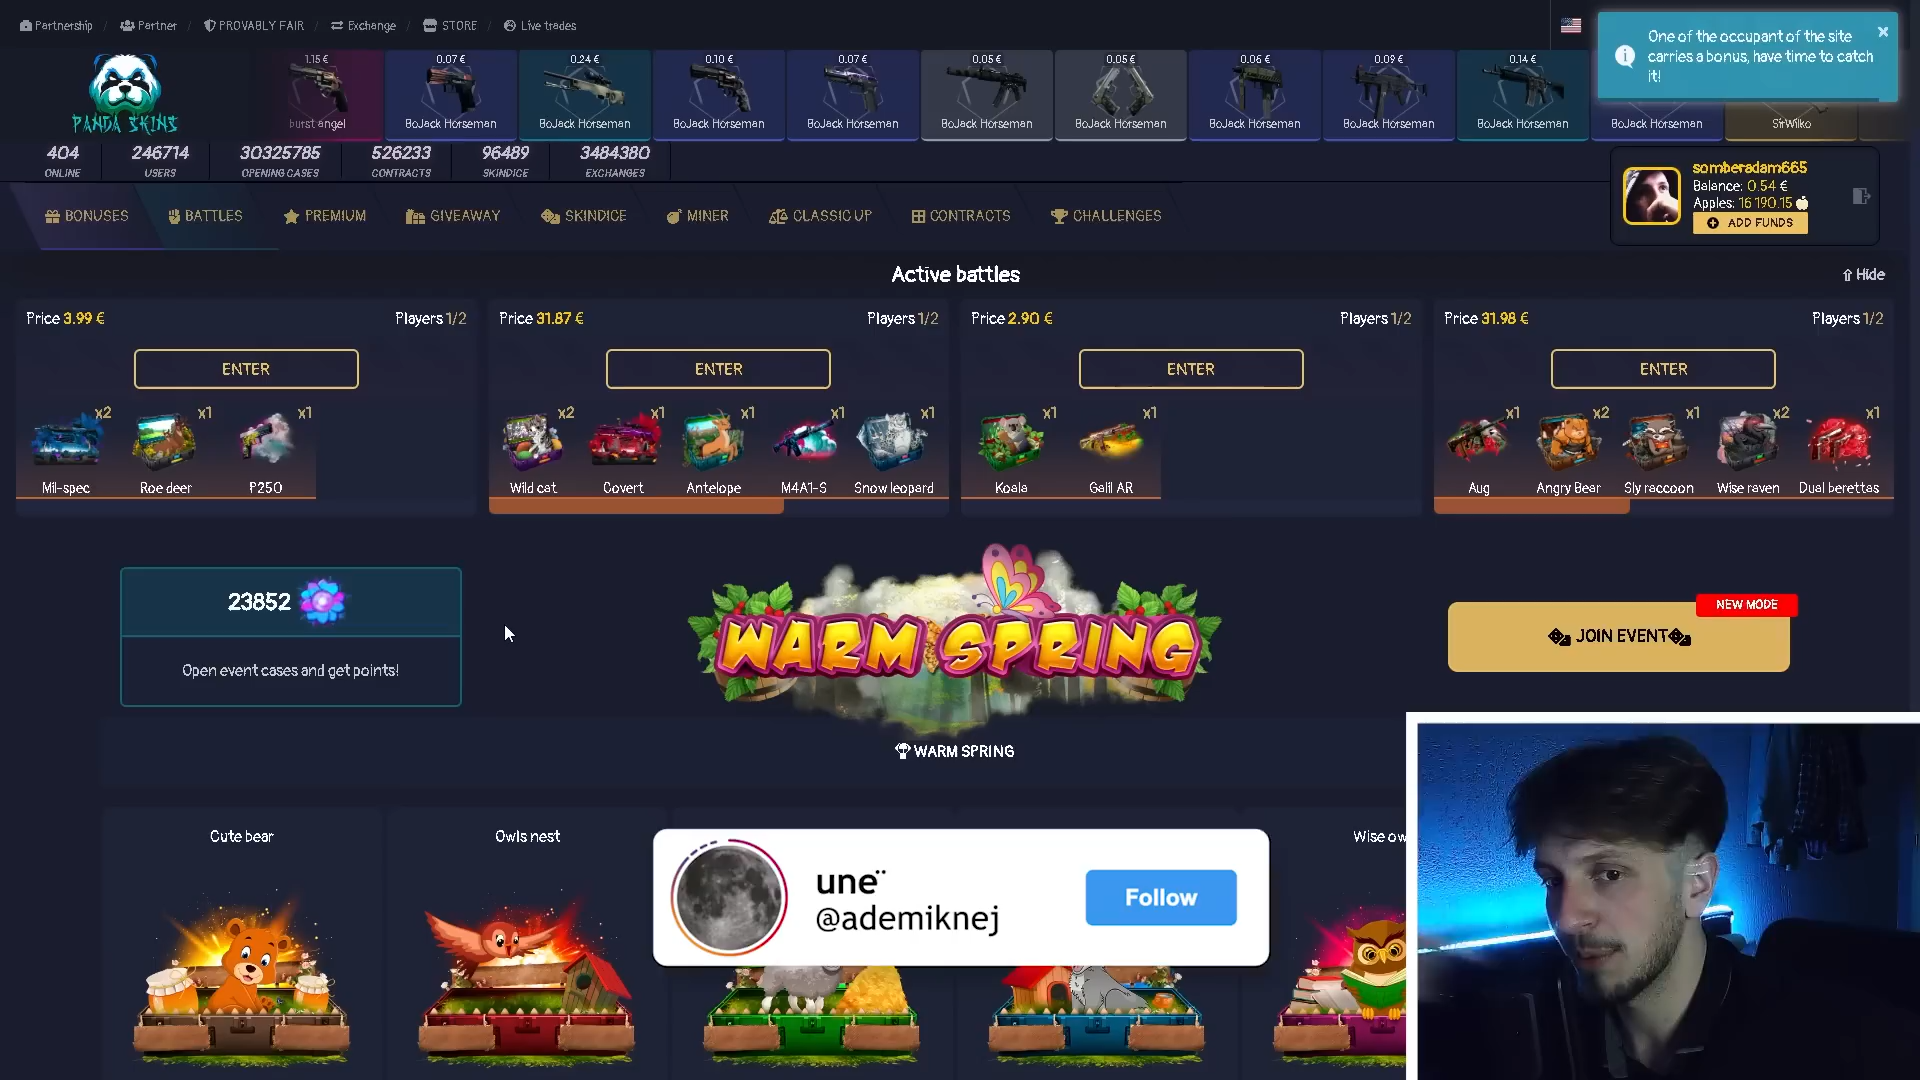 Partnership / Partner / PROVABLY FAIR / Exchange / STORE / Live trades
One of the occupant of the site
carries a bonus, have time to catch
it!
PANDA SKINS
1.15 € 0.07 € 0.24 € 0.10 € 0.07 € 0.05 € 0.05 € 0.06 € 0.09 € 0.14 €
burst angel BoJack Horseman BoJack Horseman BoJack Horseman BoJack Horseman BoJack Horseman BoJack Horseman BoJack Horseman BoJack Horseman BoJack Horseman BoJack Horseman SirWilko
404 246714 30325785 526233 96489 3484380
ONLINE USERS OPENING CASES CONTRACTS SKINDICE EXCHANGES
somberadam665
Balance: 0.54 €
Apples: 16 190.15
ADD FUNDS
BONUSES BATTLES PREMIUM GIVEAWAY SKINDICE MINER CLASSIC UP CONTRACTS CHALLENGES
Active battles
Hide
Price 3.99 € Players 1/2
ENTER
x2 x1 x1
Mil-spec Roe deer P250
Price 31.87 € Players 1/2
ENTER
x2 x1 x1 x1 x1
Wild cat Covert Antelope M4A1-S Snow leopard
Price 2.90 € Players 1/2
ENTER
x1 x1
Koala Galil AR
Price 31.98 € Players 1/2
ENTER
x1 x2 x1 x2 x1
Aug Angry Bear Sly raccoon Wise raven Dual berettas
23852
Open event cases and get points!
WARM SPRING
NEW MODE
JOIN EVENT
WARM SPRING
Cute bear Owls nest Wise ow
unë
@ademiknej
Follow